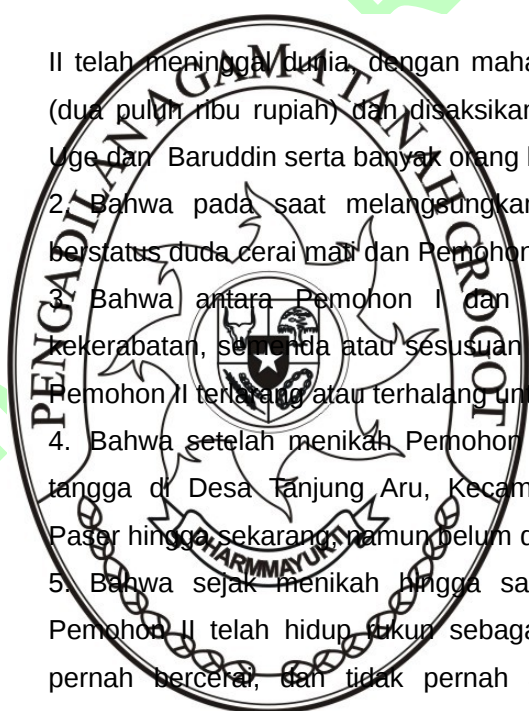 II telah meninggal dunia, dengan maha
(dua puluh ribu rupiah) dan disaksikan
Uge dan Baruddin serta banyak orang
2. Bahwa pada saat melangsungkan
berstatus duda cerai mati dan Pemohon
3. Bahwa antara Pemohon I dan
kekerabatan, semenda atau sesusuan
Pemohon II terlarang atau terhalang unt
4. Bahwa setelah menikah Pemohon
tangga di Desa Tanjung Aru, Kecam
Paser hingga sekarang, namun belum d
5. Bahwa sejak menikah hingga sa
Pemohon II telah hidup rukun sebaga
pernah bercerai, dan tidak pernah
PENGADILAN AGAMA TANAH GROGOT
DHARMMAYUKTI